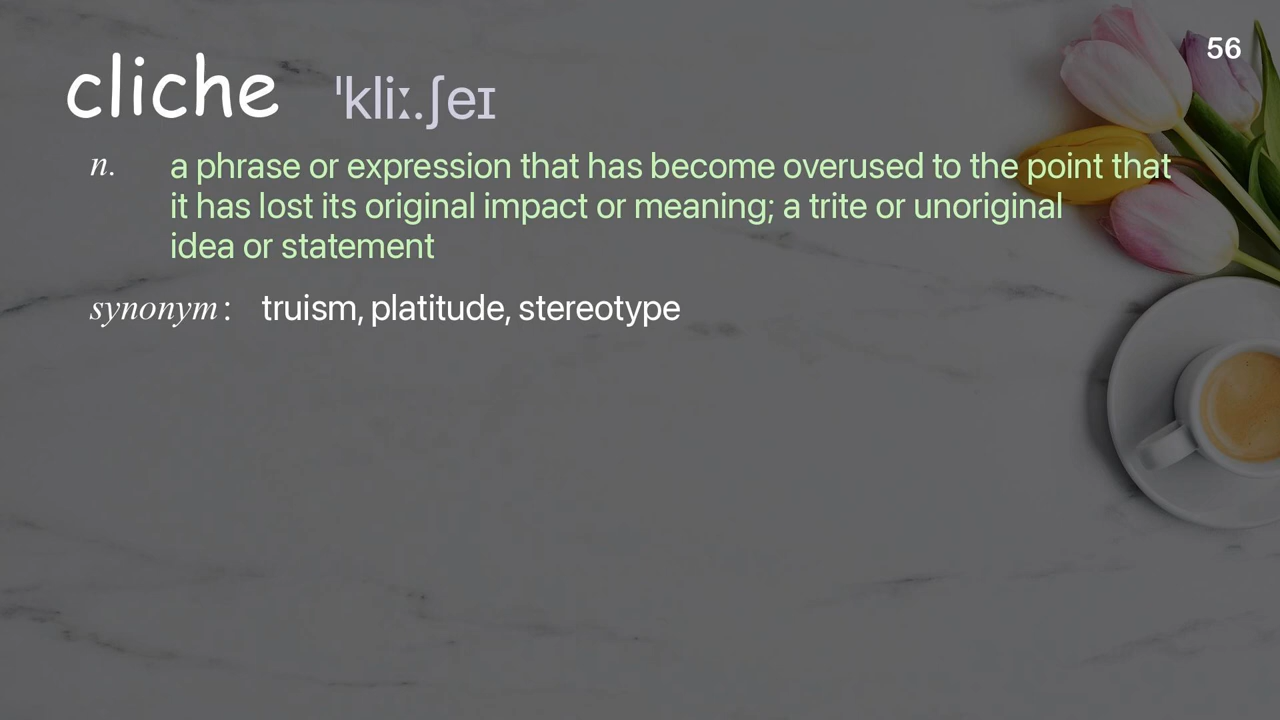 56
cliche ˈkliː.ʃeɪ
n. a phrase or expression that has become overused to the point that
it has lost its original impact or meaning; a trite or unoriginal
idea or statement
synonym: truism, platitude, stereotype